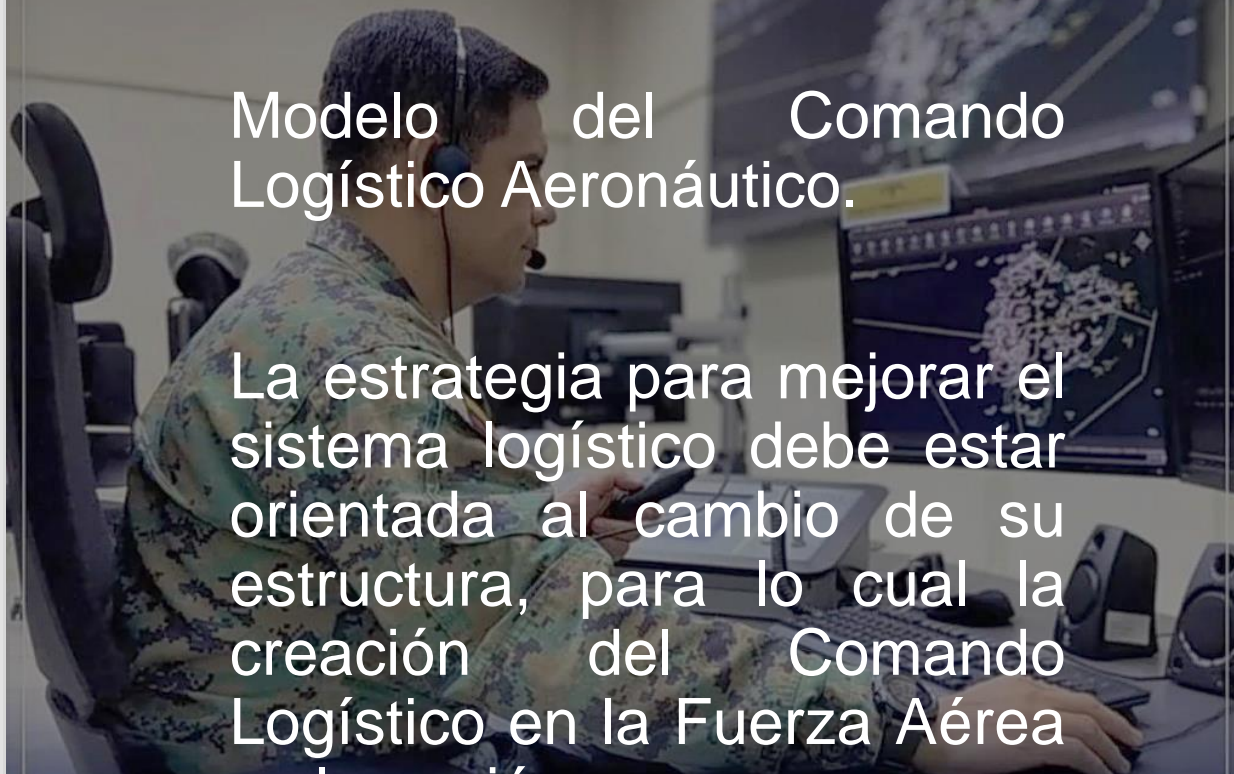 Modelo del Comando
Logístico Aeronáutico.
La estrategia para mejorar el
sistema logístico debe estar
orientada al cambio de su
estructura, para lo cual la
creación del Comando
Logístico en la Fuerza Aérea